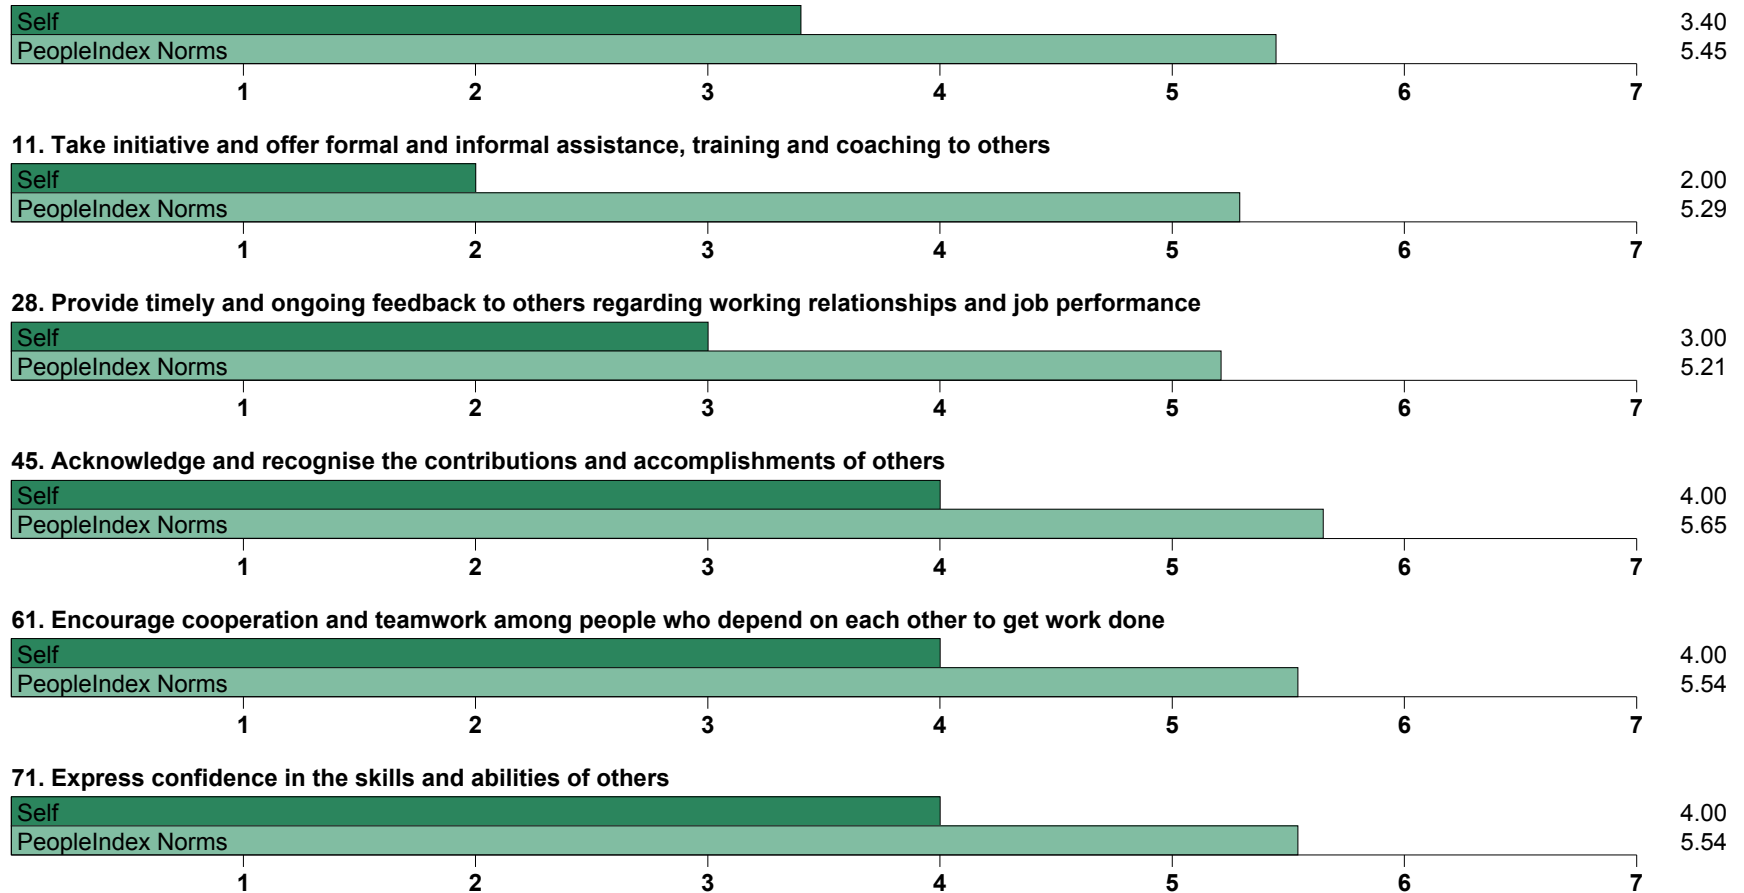 Self 3.40
PeopleIndex Norms 5.45
1 2 3 4 5 6 7
11. Take initiative and offer formal and informal assistance, training and coaching to others
Self 2.00
PeopleIndex Norms 5.29
1 2 3 4 5 6 7
28. Provide timely and ongoing feedback to others regarding working relationships and job performance
Self 3.00
PeopleIndex Norms 5.21
1 2 3 4 5 6 7
45. Acknowledge and recognise the contributions and accomplishments of others
Self 4.00
PeopleIndex Norms 5.65
1 2 3 4 5 6 7
61. Encourage cooperation and teamwork among people who depend on each other to get work done
Self 4.00
PeopleIndex Norms 5.54
1 2 3 4 5 6 7
71. Express confidence in the skills and abilities of others
Self 4.00
PeopleIndex Norms 5.54
1 2 3 4 5 6 7